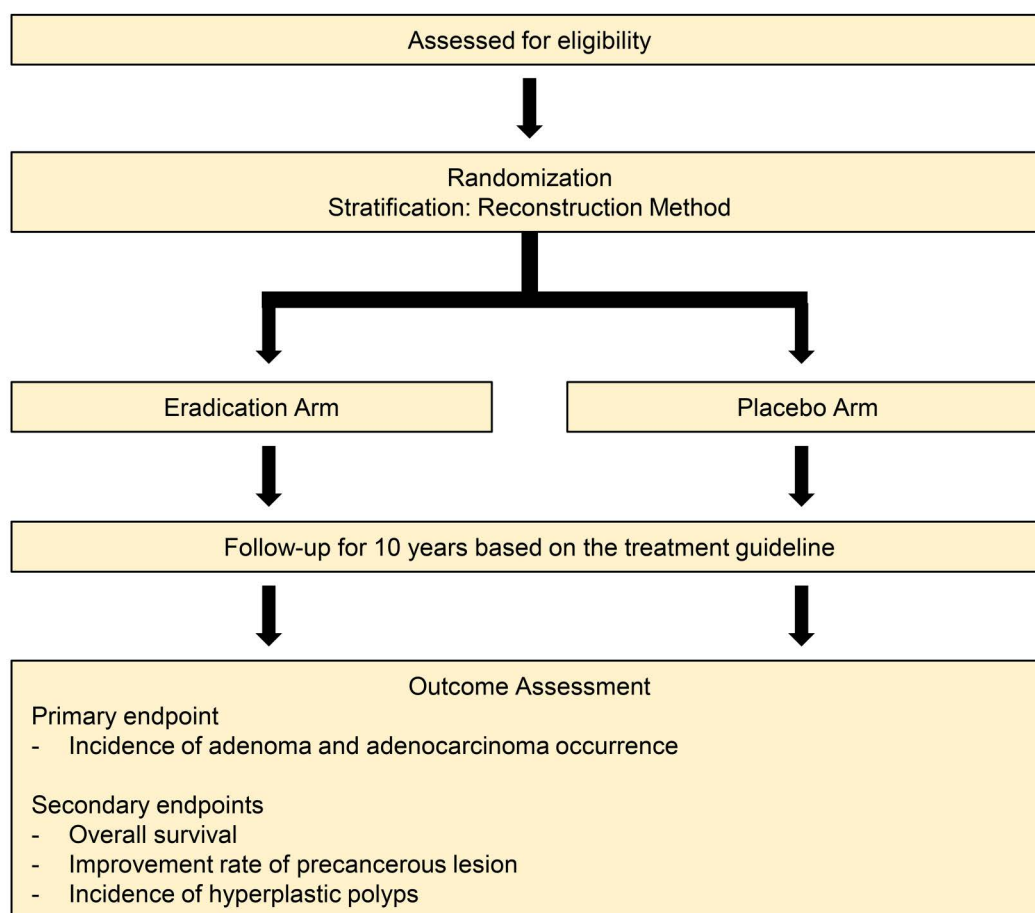 Assessed for eligibility
Randomization
Stratification: Reconstruction Method
Eradication Arm
Placebo Arm
Follow-up for 10 years based on the treatment guideline
Outcome Assessment
Primary endpoint
- Incidence of adenoma and adenocarcinoma occurrence
Secondary endpoints
- Overall survival
- Improvement rate of precancerous lesion
- Incidence of hyperplastic polyps